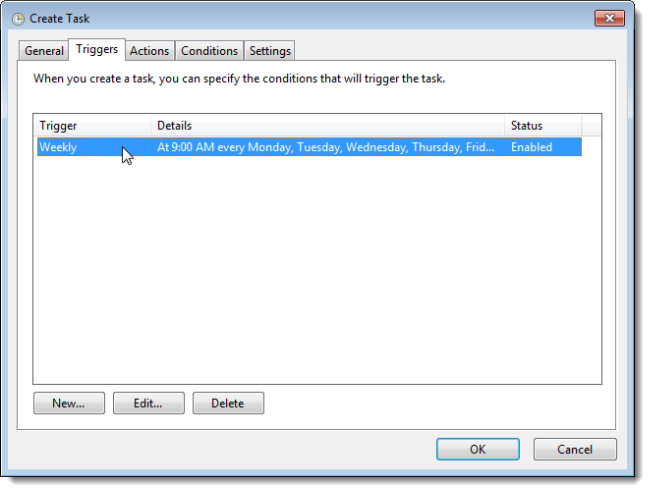 Create Task
General Triggers Actions Conditions Settings
When you create a task, you can specify the conditions that will trigger the task.
Trigger Details Status
Weekly At 9:00 AM every Monday, Tuesday, Wednesday, Thursday, Frid... Enabled
New... Edit... Delete
OK Cancel